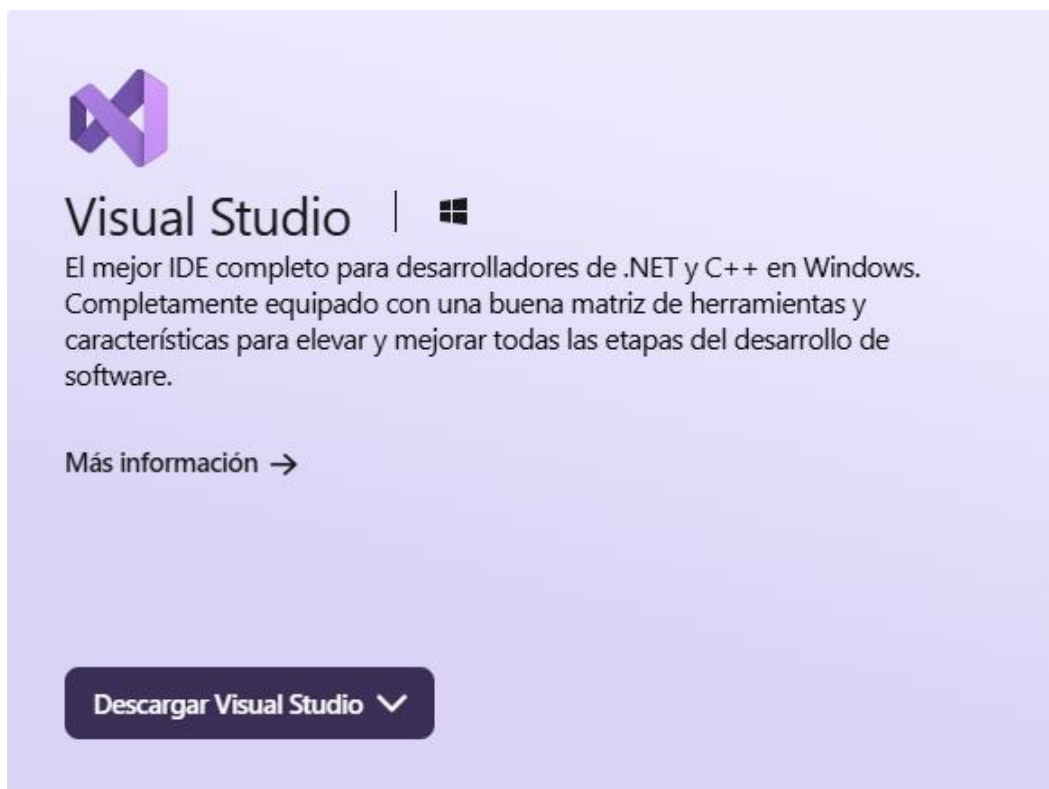 Visual Studio
El mejor IDE completo para desarrolladores de .NET y C++ en Windows.
Completamente equipado con una buena matriz de herramientas y
características para elevar y mejorar todas las etapas del desarrollo de
software.
Más información →
Descargar Visual Studio